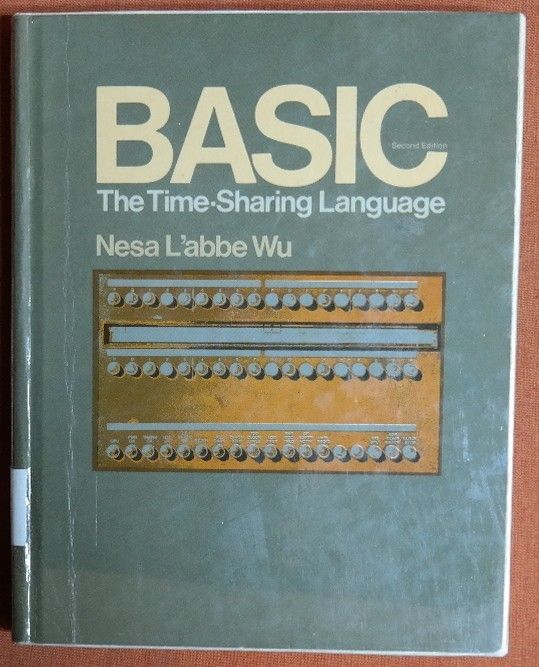 BASIC
Second Edition
The Time-Sharing Language
Nesa L'abbe Wu